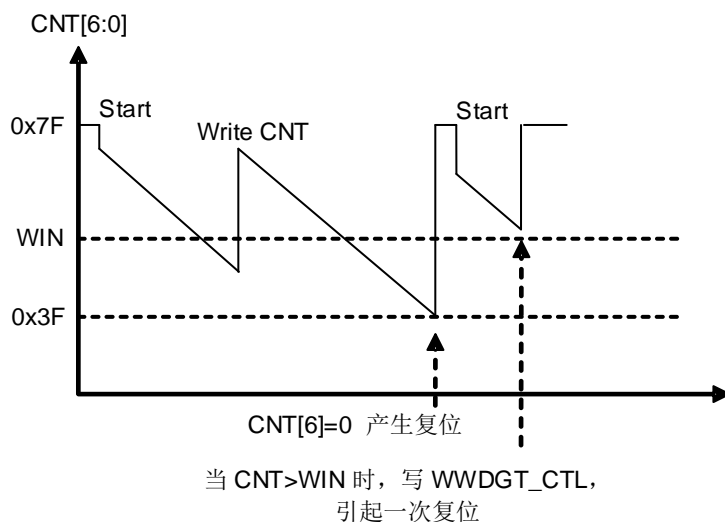 CNT[6:0]
Start
Start
0x7F
Write CNT
WIN
0x3F
CNT[6]=0 产生复位
当 CNT>WIN 时，写 WWDGT_CTL，
引起一次复位